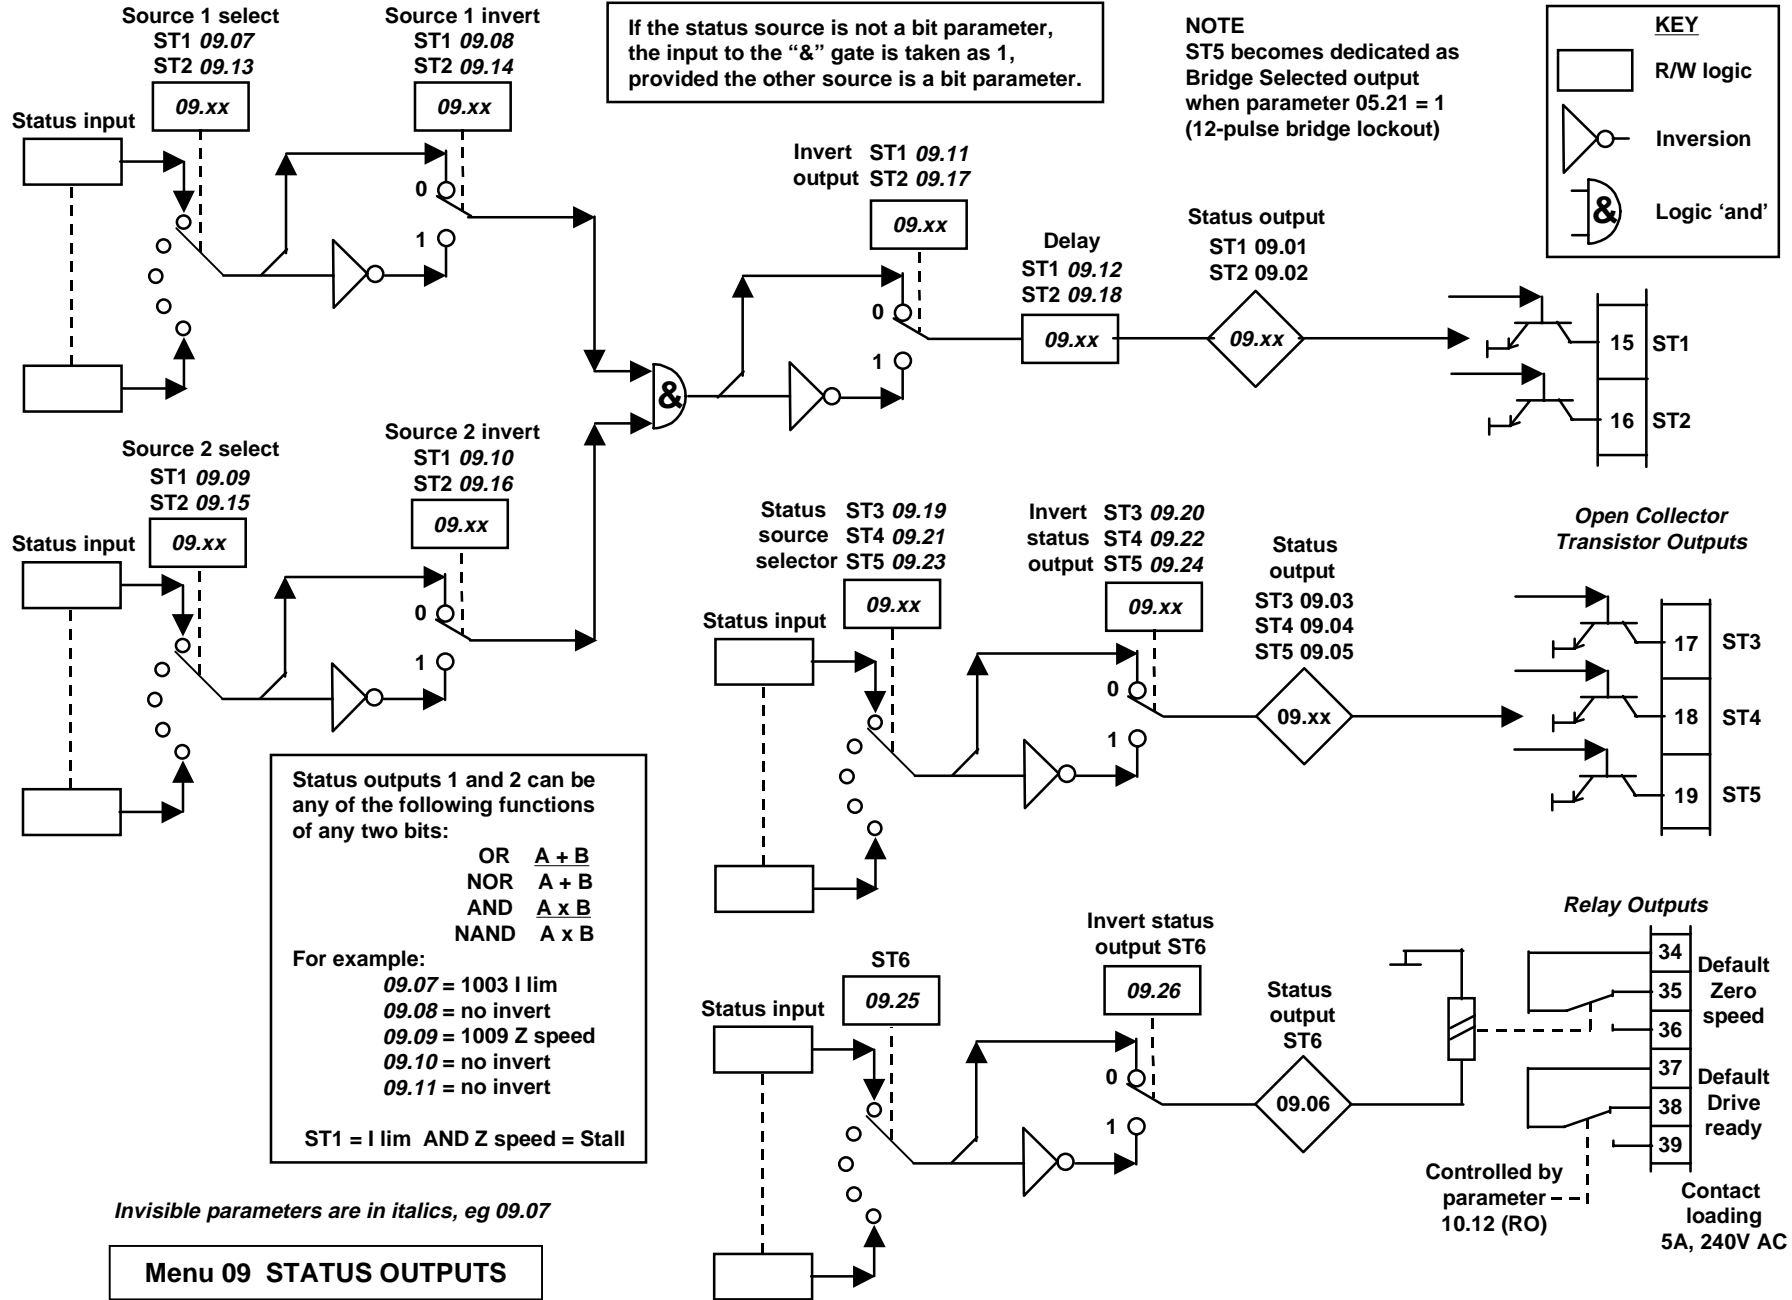 Source 1 select
ST1 09.07
ST2 09.13
09.xx
Source 1 invert
ST1 09.08
ST2 09.14
09.xx
Status input
0
1
If the status source is not a bit parameter,
the input to the “&” gate is taken as 1,
provided the other source is a bit parameter.
NOTE
ST5 becomes dedicated as
Bridge Selected output
when parameter 05.21 = 1
(12-pulse bridge lockout)
KEY
R/W logic
Inversion
&
Logic ‘and’
Invert ST1 09.11
output ST2 09.17
09.xx
0
1
Delay
ST1 09.12
ST2 09.18
09.xx
Status output
ST1 09.01
ST2 09.02
09.xx
15 ST1
16 ST2
&
Source 2 select
ST1 09.09
ST2 09.15
09.xx
Source 2 invert
ST1 09.10
ST2 09.16
09.xx
Status input
0
1
Status ST3 09.19
source ST4 09.21
selector ST5 09.23
09.xx
Invert ST3 09.20
status ST4 09.22
output ST5 09.24
09.xx
Status input
0
1
Status
output
ST3 09.03
ST4 09.04
ST5 09.05
09.xx
Open Collector
Transistor Outputs
17 ST3
18 ST4
19 ST5
Status outputs 1 and 2 can be
any of the following functions
of any two bits:
OR A + B
NOR A + B
AND A x B
NAND A x B
For example:
09.07 = 1003 I lim
09.08 = no invert
09.09 = 1009 Z speed
09.10 = no invert
09.11 = no invert
ST1 = I lim AND Z speed = Stall
ST6
09.25
Invert status
output ST6
09.26
Status input
0
1
Status
output
ST6
09.06
Relay Outputs
34
35
36
Default
Zero
speed
37
38
39
Default
Drive
ready
Controlled by
parameter
10.12 (RO)
Contact
loading
5A, 240V AC
Invisible parameters are in italics, eg 09.07
Menu 09 STATUS OUTPUTS